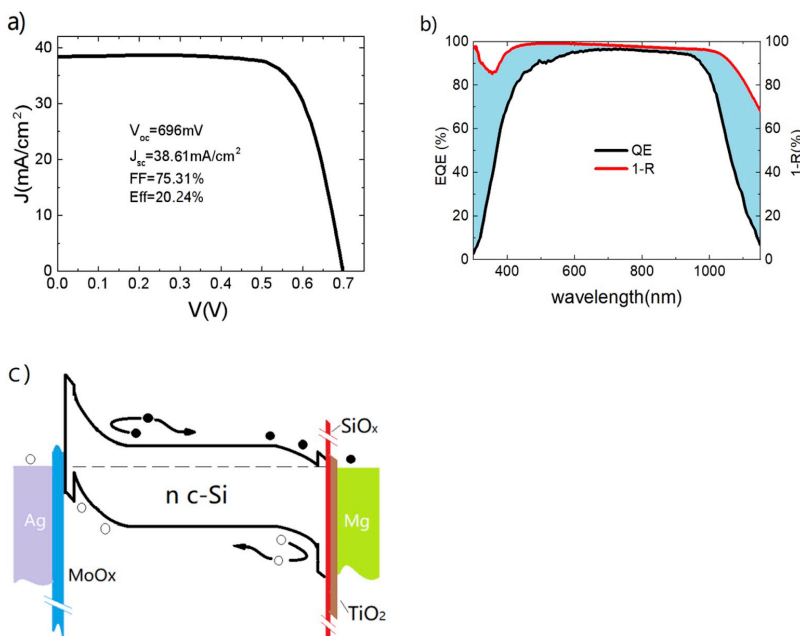 a)
40
30
20
10
0
J(mA/cm²)
V_oc=696mV
J_sc=38.61mA/cm²
FF=75.31%
Eff=20.24%
0.0 0.1 0.2 0.3 0.4 0.5 0.6 0.7
V(V)
b)
100
80
60
40
20
0
EQE (%)
QE
1-R
100
80
60
40
20
0
1-R(%)
400 600 800 1000
wavelength(nm)
c)
SiOₓ
n c-Si
Ag
Mg
MoOx
TiO₂